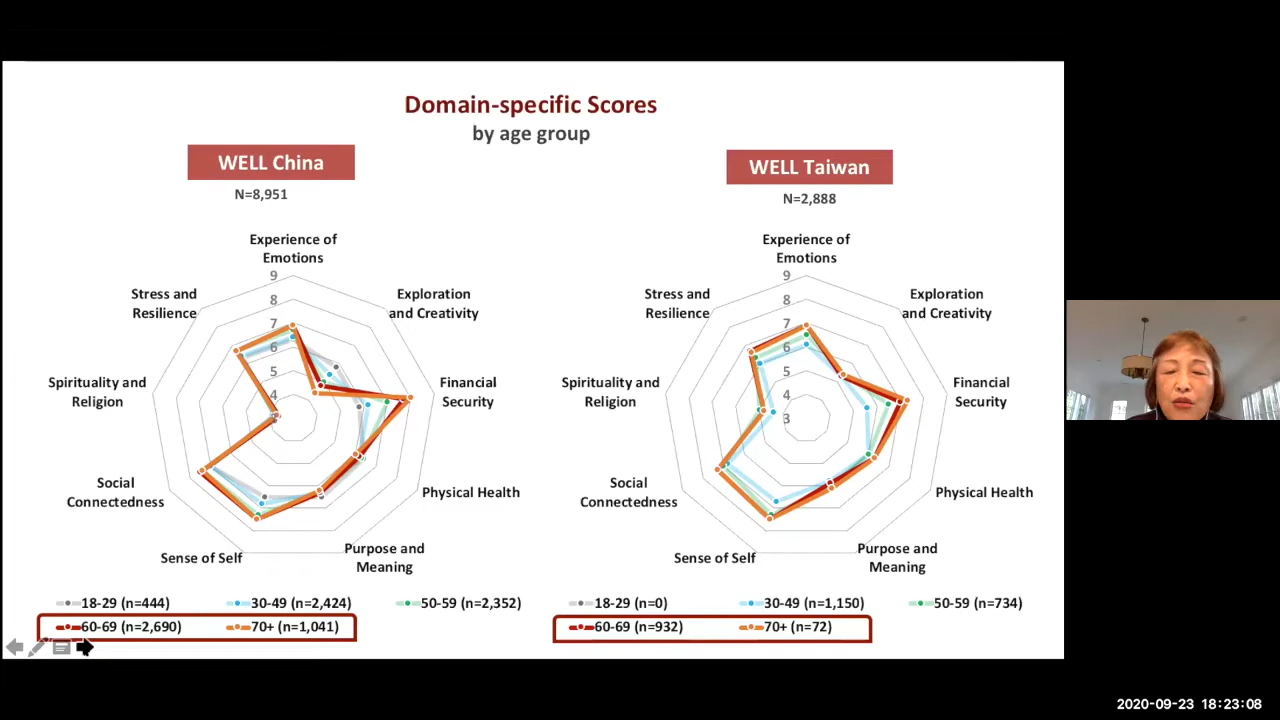 Domain-specific Scores
by age group
WELL China
N=8,951
Experience of
Emotions
Exploration
and Creativity
Financial
Security
Physical Health
Purpose and
Meaning
Sense of Self
Social
Connectedness
Spirituality and
Religion
Stress and
Resilience
9
8
7
6
5
4
3
18-29 (n=444)
30-49 (n=2,424)
50-59 (n=2,352)
60-69 (n=2,690)
70+ (n=1,041)
WELL Taiwan
N=2,888
Experience of
Emotions
Exploration
and Creativity
Financial
Security
Physical Health
Purpose and
Meaning
Sense of Self
Social
Connectedness
Spirituality and
Religion
Stress and
Resilience
9
8
7
6
5
4
3
18-29 (n=0)
30-49 (n=1,150)
50-59 (n=734)
60-69 (n=932)
70+ (n=72)
2020-09-23 18:23:08